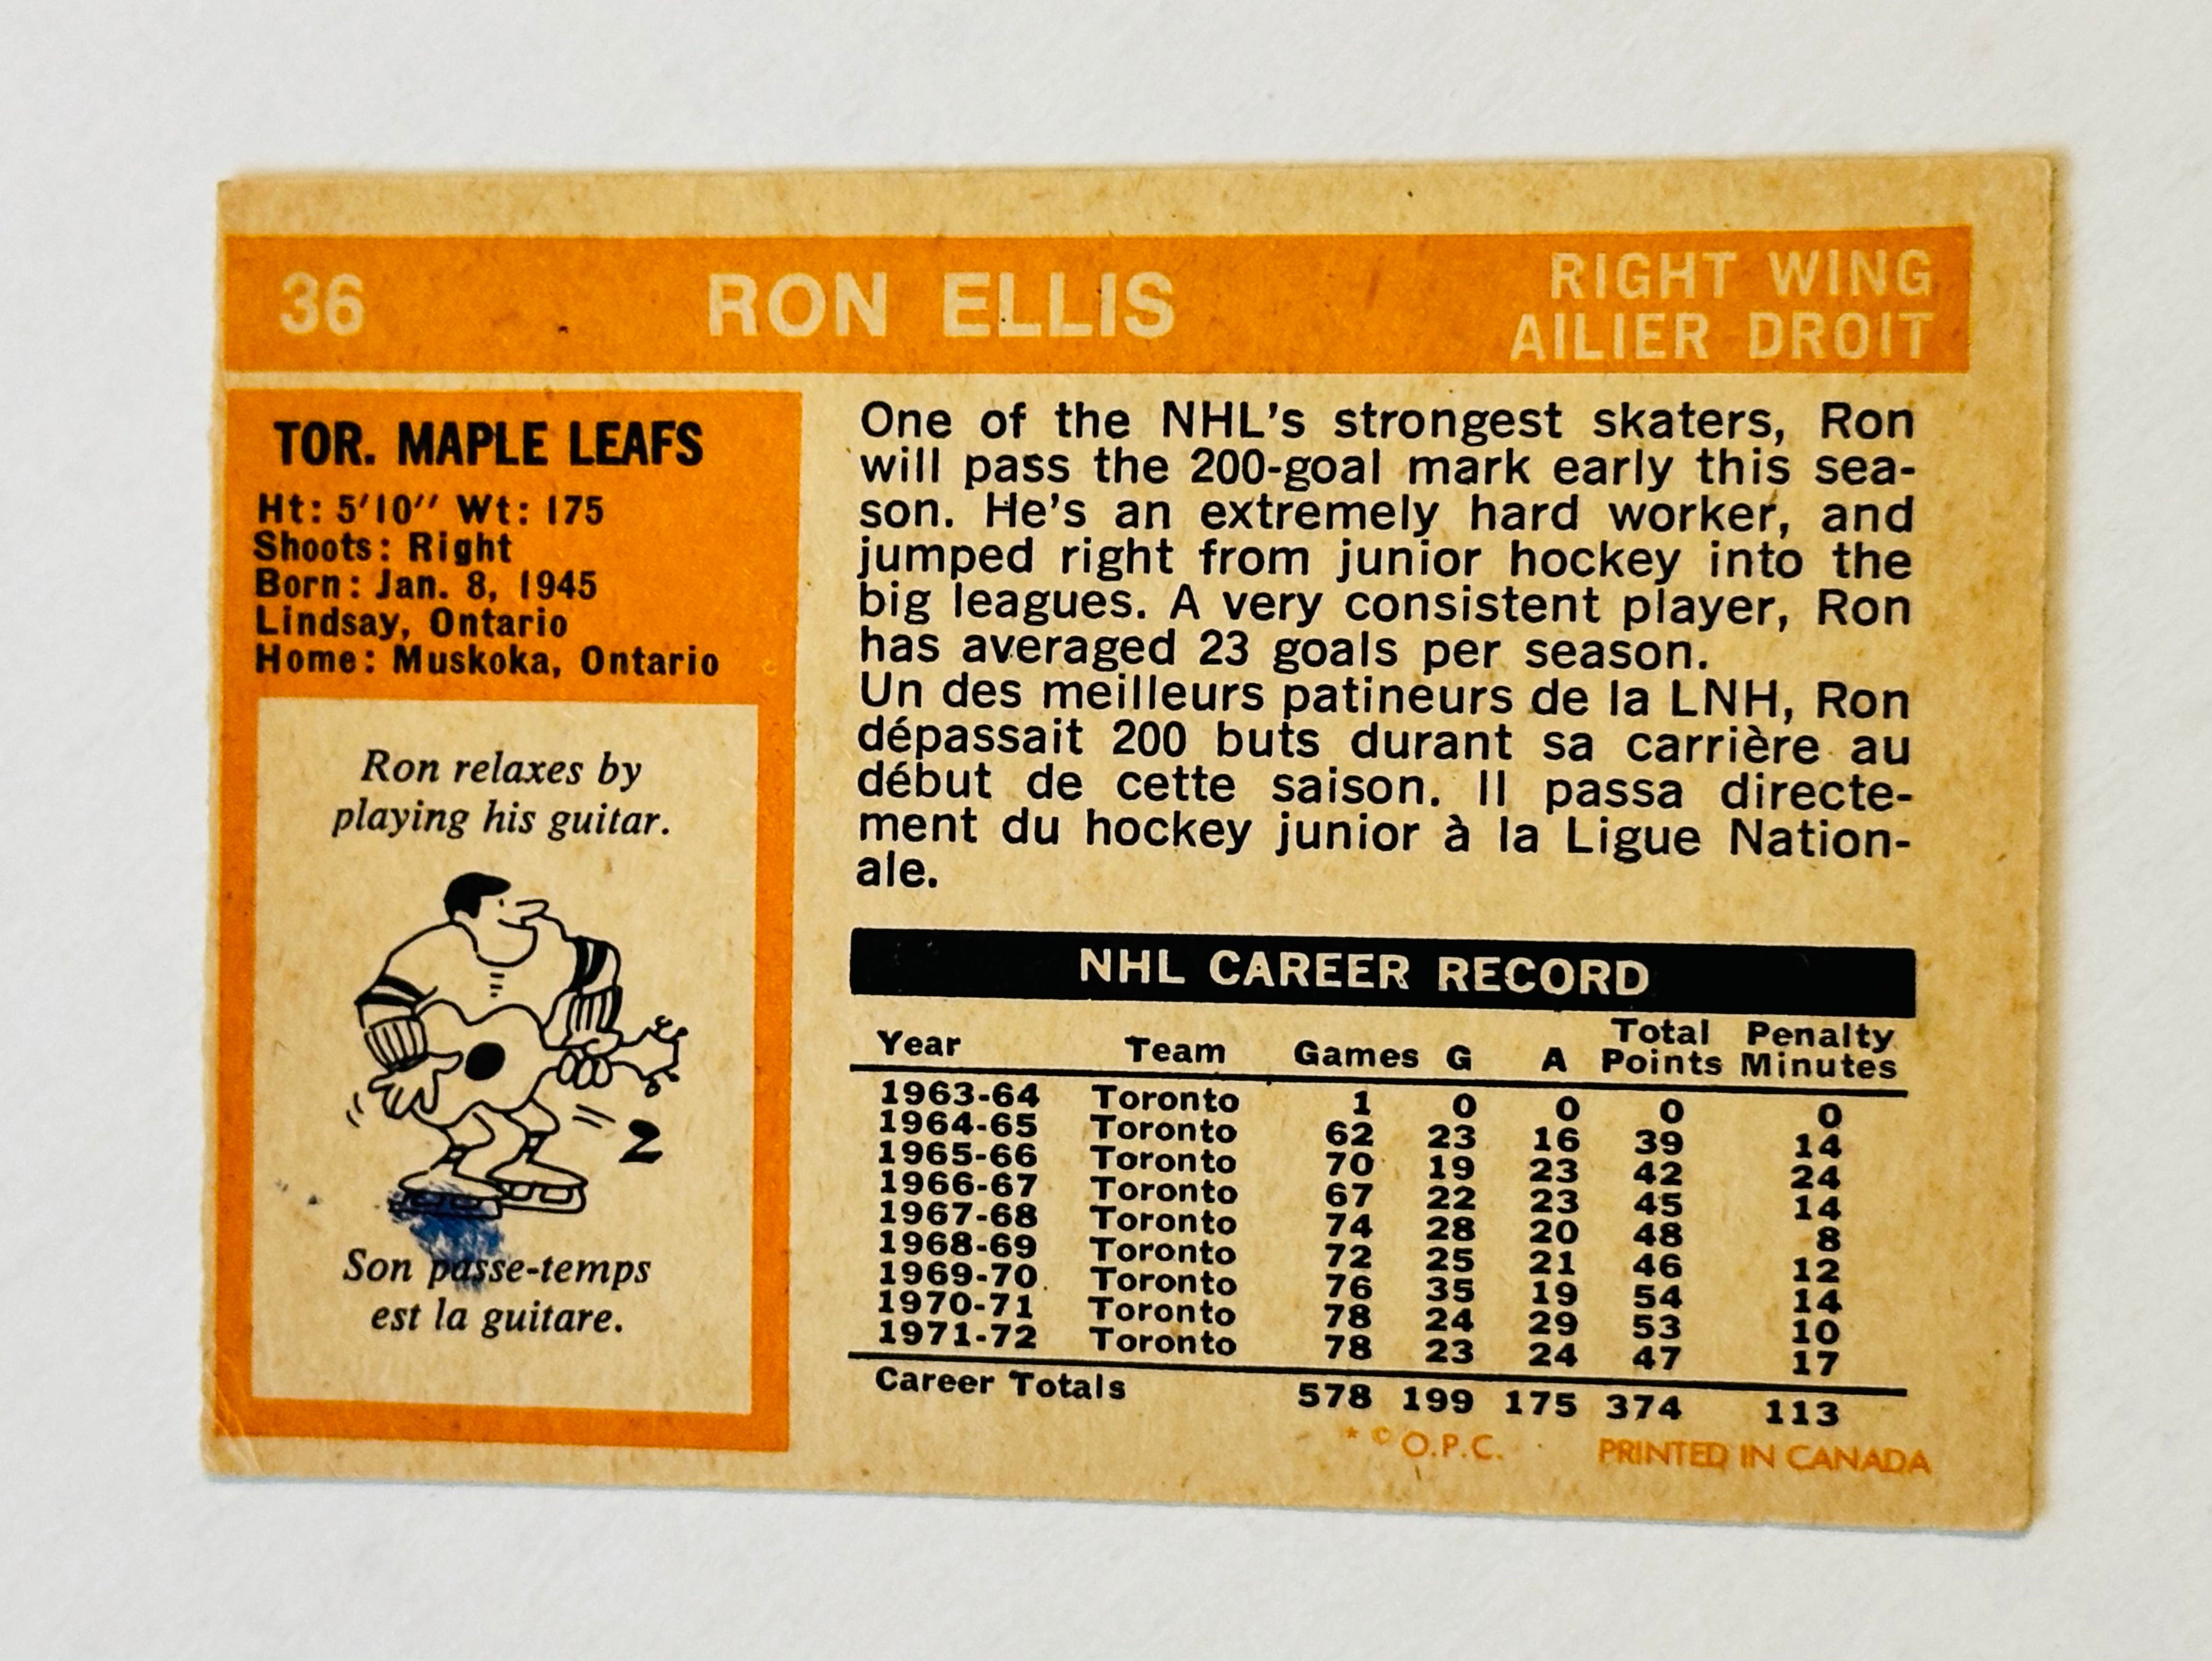 36 RON ELLIS RIGHT WING
AILIER DROIT
TOR. MAPLE LEAFS
Ht: 5'10" Wt: 175
Shoots: Right
Born: Jan. 8, 1945
Lindsay, Ontario
Home: Muskoka, Ontario
Ron relaxes by
playing his guitar.
2
Son passe-temps
est la guitare.
One of the NHL's strongest skaters, Ron
will pass the 200-goal mark early this sea-
son. He's an extremely hard worker, and
jumped right from junior hockey into the
big leagues. A very consistent player, Ron
has averaged 23 goals per season.
Un des meilleurs patineurs de la LNH, Ron
dépassait 200 buts durant sa carrière au
début de cette saison. Il passa directe-
ment du hockey junior à la Ligue Nation-
ale.
NHL CAREER RECORD
Year Team Games G A Total Points Penalty Minutes
1963-64 Toronto 1 0 0 0 0
1964-65 Toronto 62 23 16 39 14
1965-66 Toronto 70 19 23 42 24
1966-67 Toronto 67 22 23 45 14
1967-68 Toronto 74 28 20 48 8
1968-69 Toronto 72 25 21 46 12
1969-70 Toronto 76 35 19 54 14
1970-71 Toronto 78 24 29 53 10
1971-72 Toronto 78 23 24 47 17
Career Totals 578 199 175 374 113
* © O.P.C. PRINTED IN CANADA